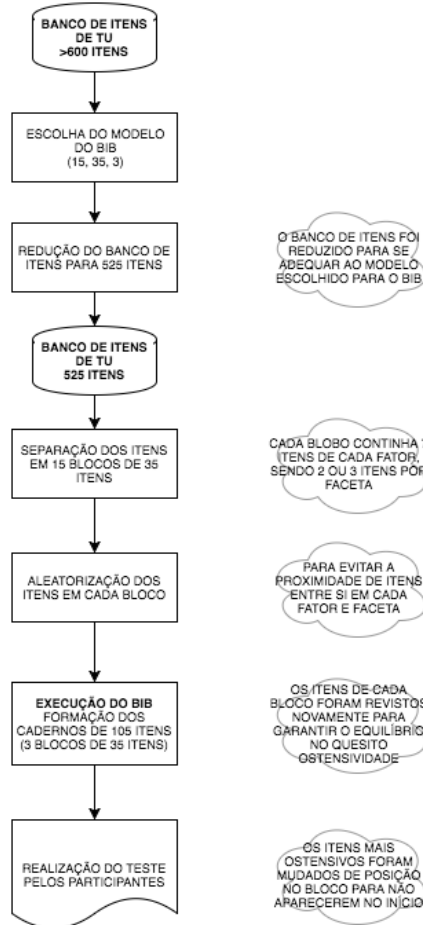 BANCO DE ITENS
DE TU
>600 ITENS
ESCOLHA DO MODELO
DO BIB
(15, 35, 3)
REDUÇÃO DO BANCO DE
ITENS PARA 525 ITENS
O BANCO DE ITENS FOI
REDUZIDO PARA SE
ADEQUAR AO MODELO
ESCOLHIDO PARA O BIB
BANCO DE ITENS
DE TU
525 ITENS
SEPARAÇÃO DOS ITENS
EM 15 BLOCOS DE 35
ITENS
CADA BLOBO CONTINHA
ITENS DE CADA FATOR,
SENDO 2 OU 3 ITENS POR
FACETA
ALEATORIZAÇÃO DOS
ITENS EM CADA BLOCO
PARA EVITAR A
PROXIMIDADE DE ITENS
ENTRE SI EM CADA
FATOR E FACETA
EXECUÇÃO DO BIB
FORMAÇÃO DOS
CADERNOS DE 105 ITENS
(3 BLOCOS DE 35 ITENS)
OS ITENS DE CADA
BLOCO FORAM REVISTOS
NOVAMENTE PARA
GARANTIR O EQUILÍBRIO
NO QUESITO
OSTENSIVIDADE
REALIZAÇÃO DO TESTE
PELOS PARTICIPANTES
OS ITENS MAIS
OSTENSIVOS FORAM
MUDADOS DE POSIÇÃO
NO BLOCO PARA NÃO
APARECEREM NO INÍCIO